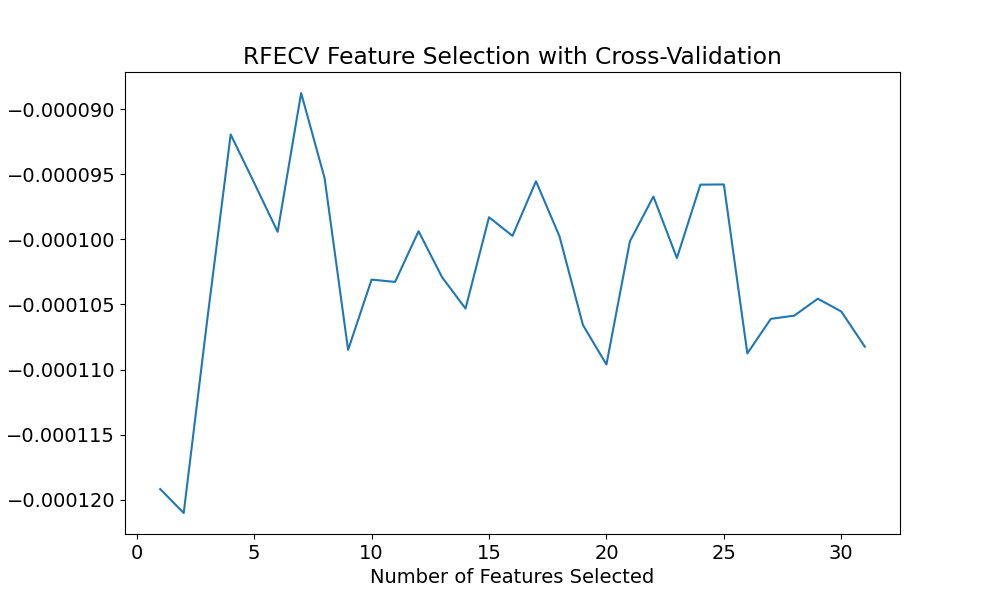 RFECV Feature Selection with Cross-Validation
−0.000090
−0.000095
−0.000100
−0.000105
−0.000110
−0.000115
−0.000120
0 5 10 15 20 25 30
Number of Features Selected